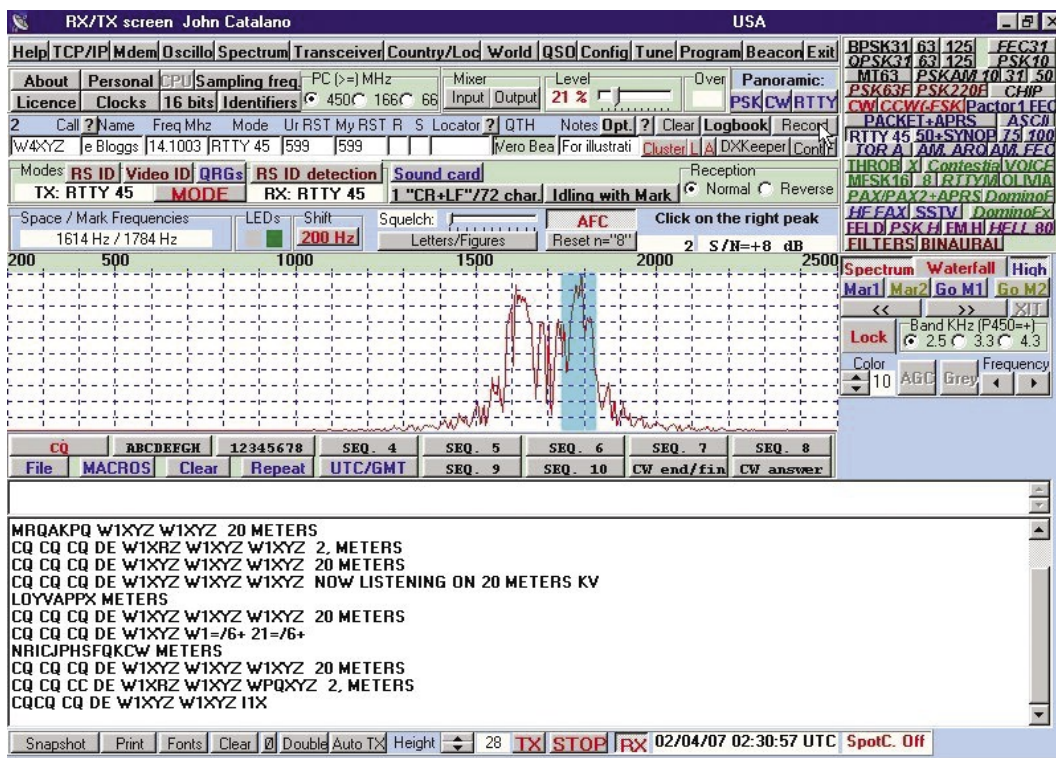 RX/TX screen John Catalano USA
Help TCP/IP Mdem Oscillo Spectrum Transceiver Country/Loc World QSO Config Tune Program Beacon Exit
About Personal CPU Sampling freq. PC (>=) MHz Mixer Level Over Panoramic:
Licence Clocks 16 bits Identifiers 450 166 66 Input Output 21 % PSK CW RTTY
2 Call ? Name Freq Mhz Mode Ur RST My RST R S Locator ? QTH Notes Opt. ? Clear Logbook Record
W4XYZ e Bloggs 14.1003 RTTY 45 599 599 Vero Bea For illustrati Cluster L A DXKeeper
Modes RS ID Video ID QRGs RS ID detection Sound card Reception
TX: RTTY 45 MODE RX: RTTY 45 1 "CR+LF"/72 char. Idling with Mark Normal Reverse
Space / Mark Frequencies LEDs Shift Squelch: AFC Click on the right peak
1614 Hz / 1784 Hz 200 Hz Letters/Figures Reset n="8" 2 S/N=+8 dB
200 500 1000 1500 2000 2500
BPSK31 63 125 FEC31
QPSK31 63 125 PSK10
MT63 PSKAM 10 31 50
PSK63F PSK220F CHIP
CW CCW(-FSK) Pactor1 FEC
PACKET+APRS ASCII
RTTY 45 50+SYNOP 75 100
TOR A AM. ARQ AM. FEC
THROB X Contestia VOICE
MFSK16 8 RTTYM OLIVIA
PAX/PAX2+APRS DominoF
HF FAX SSTV DominoEx
FELD PSK H FM H HELL 80
FILTERS BINAURAL
Spectrum Waterfall High
Mar1 Mar2 Go M1 Go M2
<< >> XIT
Lock Band KHz (P450=+)
2.5 3.3 4.3
Color Frequency
10 AGC Grey
CQ ABCDEFGH 12345678 SEQ. 4 SEQ. 5 SEQ. 6 SEQ. 7 SEQ. 8
File MACROS Clear Repeat UTC/GMT SEQ. 9 SEQ. 10 CW end/fin CW answer
MRQAKPQ W1XYZ W1XYZ 20 METERS
CQ CQ CQ DE W1XRZ W1XYZ W1XYZ 2, METERS
CQ CQ CQ DE W1XYZ W1XYZ W1XYZ 20 METERS
CQ CQ CQ DE W1XYZ W1XYZ W1XYZ NOW LISTENING ON 20 METERS KV
LOYVAPPX METERS
CQ CQ CQ DE W1XYZ W1XYZ W1XYZ 20 METERS
CQ CQ CQ DE W1XYZ W1=/6+ 21=/6+
NRICJPHSFQKCW METERS
CQ CQ CQ DE W1XYZ W1XYZ W1XYZ 20 METERS
CQ CQ CC DE W1XRZ W1XYZ WPQXYZ 2, METERS
CQCQ CQ DE W1XYZ W1XYZ I1X
Snapshot Print Fonts Clear Ø Double Auto TX Height 28 TX STOP RX 02/04/07 02:30:57 UTC SpotC. Off